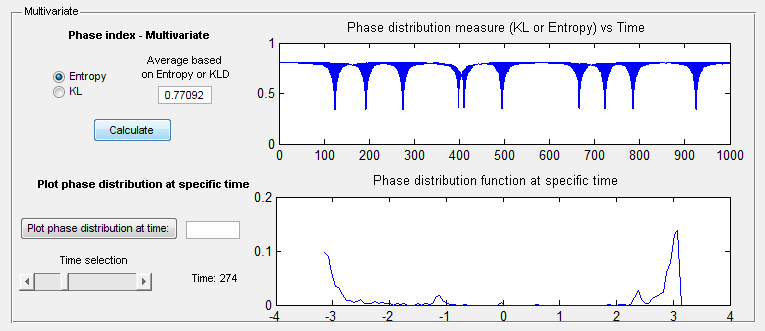 Multivariate
Phase index - Multivariate
Entropy
KL
Average based
on Entropy or KLD
0.77092
Calculate
Phase distribution measure (KL or Entropy) vs Time
1
0.5
0
0 100 200 300 400 500 600 700 800 900 1000
Plot phase distribution at specific time
Plot phase distribution at time:
Time selection
Time: 274
Phase distribution function at specific time
0.2
0.1
0
-4 -3 -2 -1 0 1 2 3 4